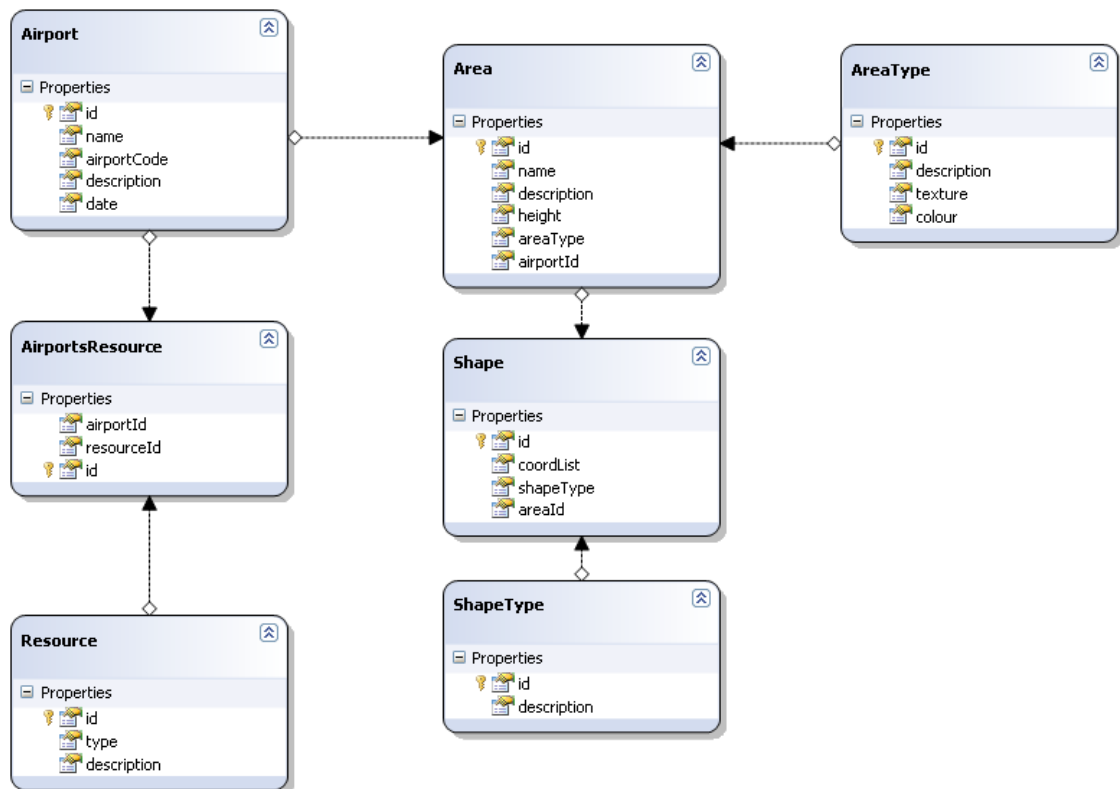 Airport
Properties
id
name
airportCode
description
date
Area
Properties
id
name
description
height
areaType
airportId
AreaType
Properties
id
description
texture
colour
AirportsResource
Properties
airportId
resourceId
id
Shape
Properties
id
coordList
shapeType
areaId
Resource
Properties
id
type
description
ShapeType
Properties
id
description